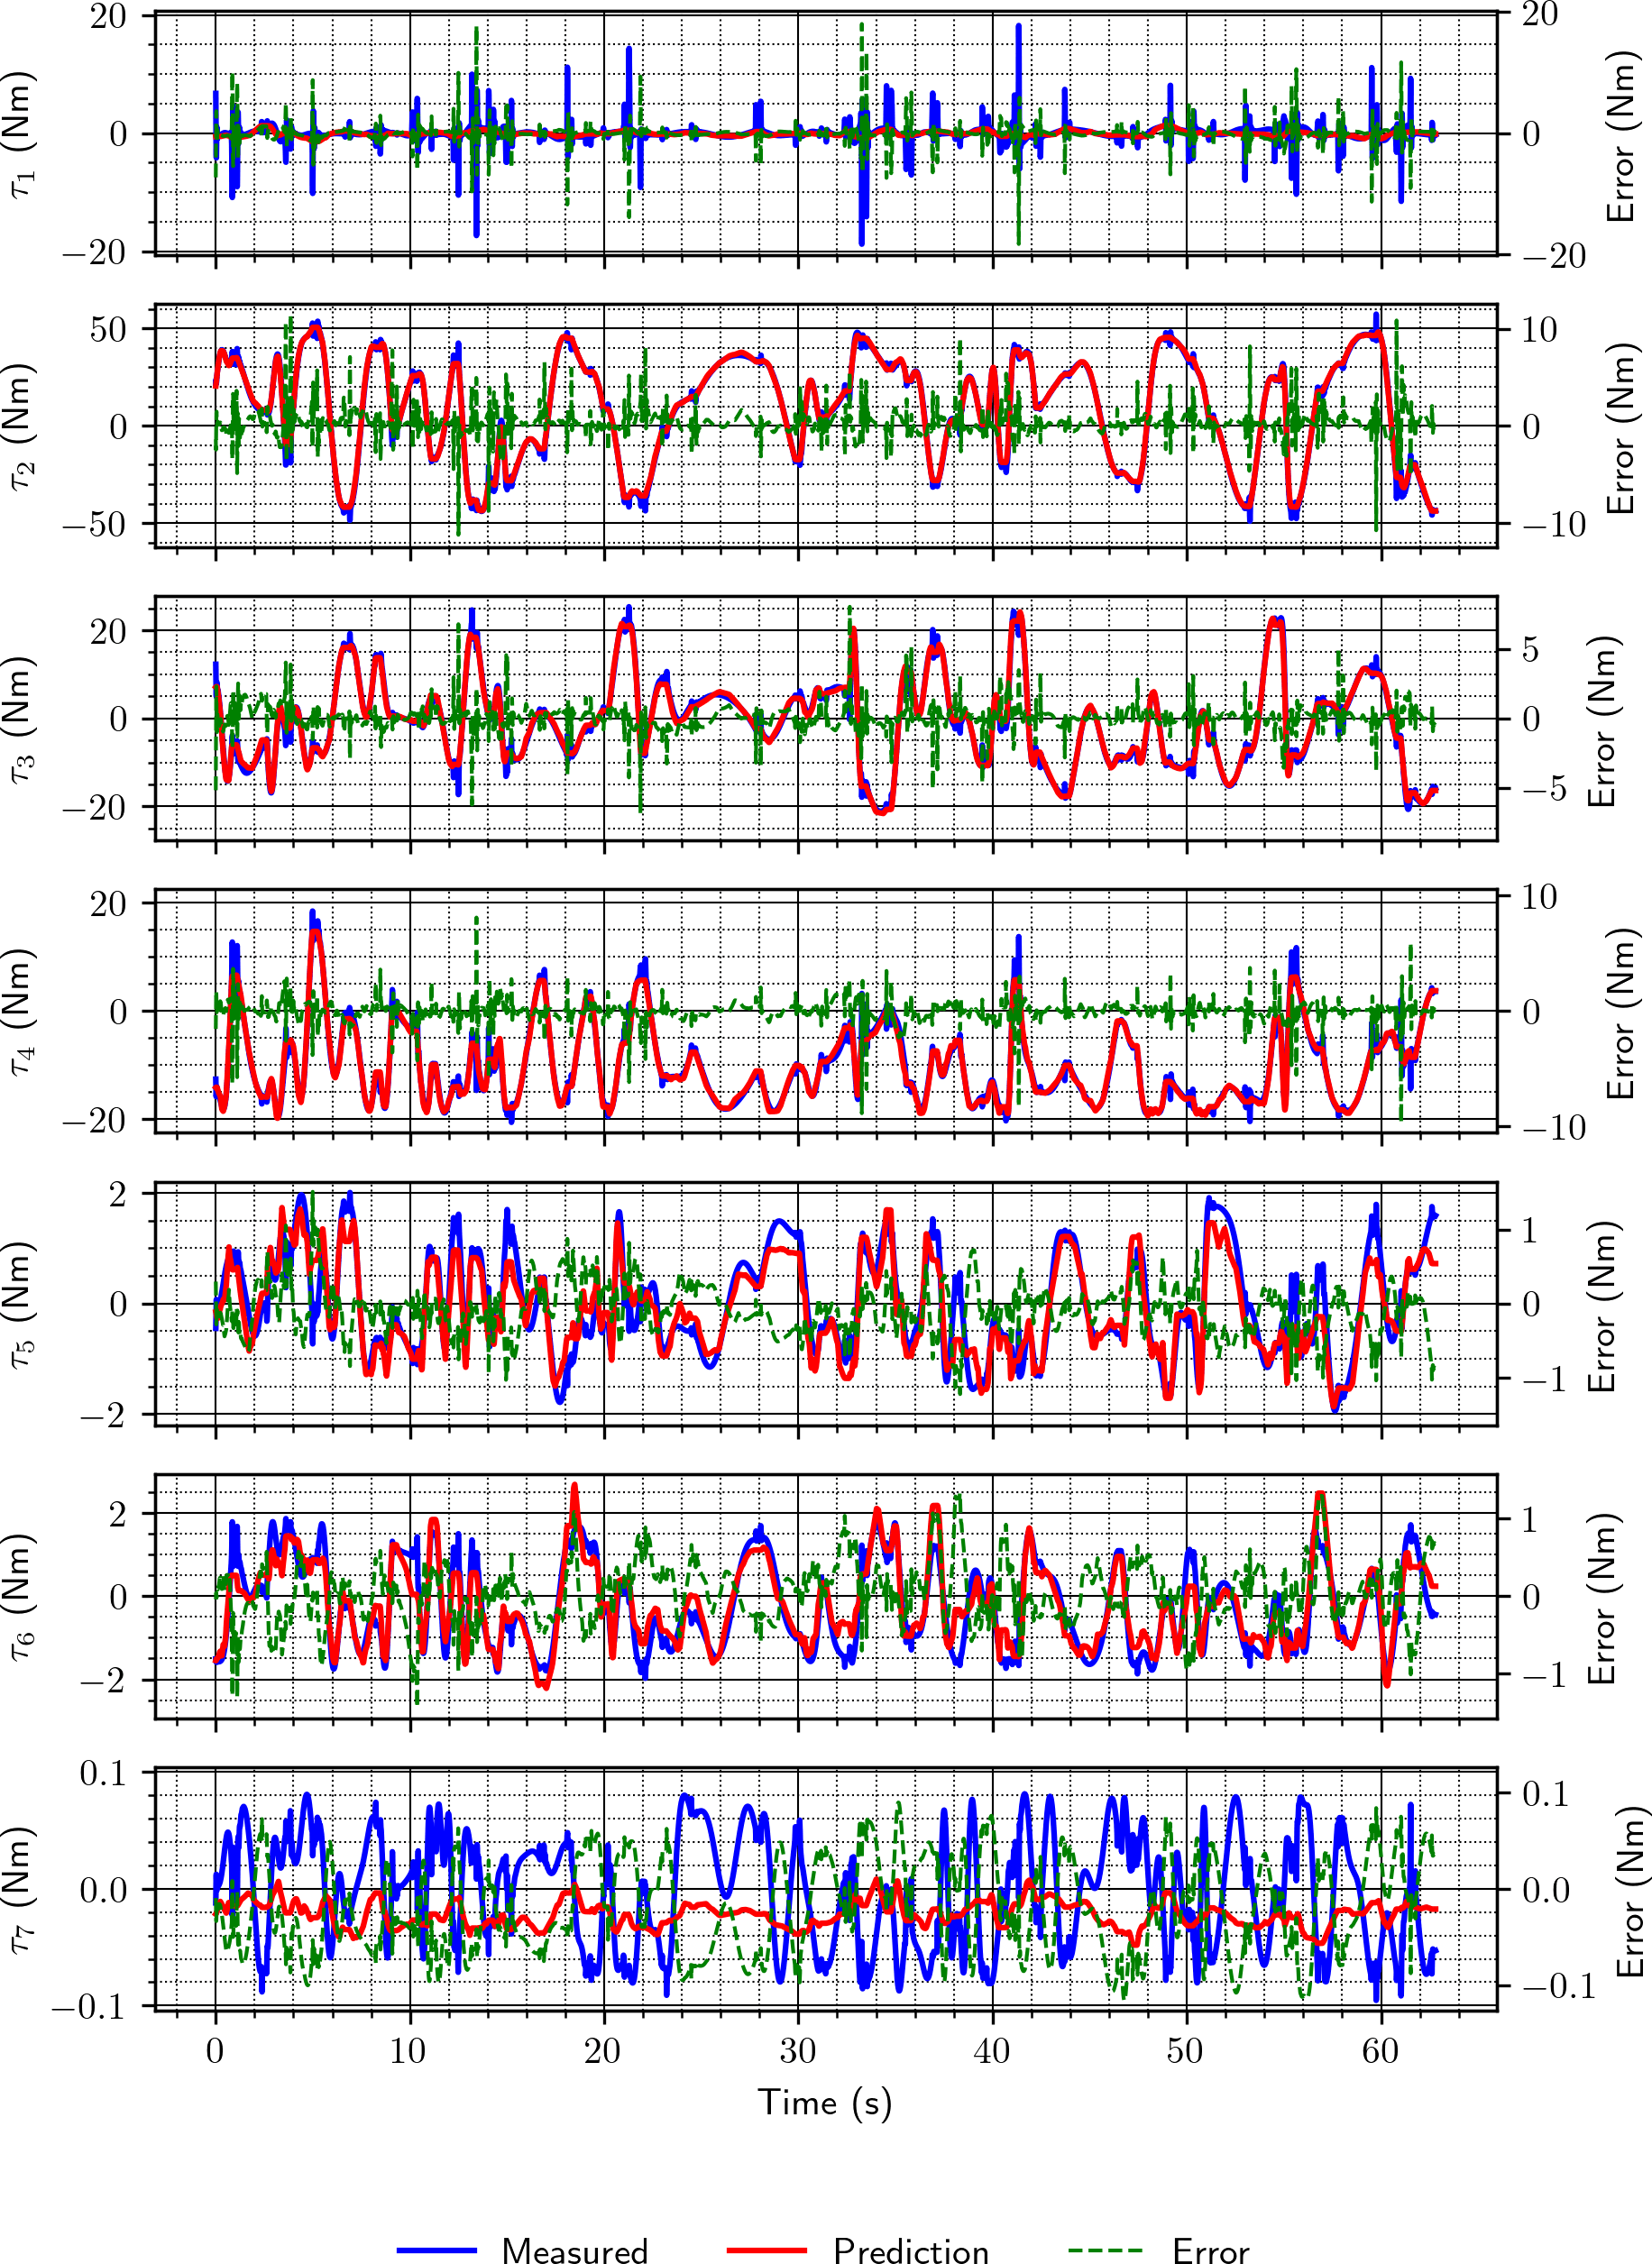 20
0
−20
τ1 (Nm)
20
0
−20
Error (Nm)
50
0
−50
τ2 (Nm)
10
0
−10
Error (Nm)
20
0
−20
τ3 (Nm)
5
0
−5
Error (Nm)
20
0
−20
τ4 (Nm)
10
0
−10
Error (Nm)
2
0
−2
τ5 (Nm)
1
0
−1
Error (Nm)
2
0
−2
τ6 (Nm)
1
0
−1
Error (Nm)
0.1
0.0
−0.1
τ7 (Nm)
0.1
0.0
−0.1
Error (Nm)
0 10 20 30 40 50 60
Time (s)
Measured Prediction Error